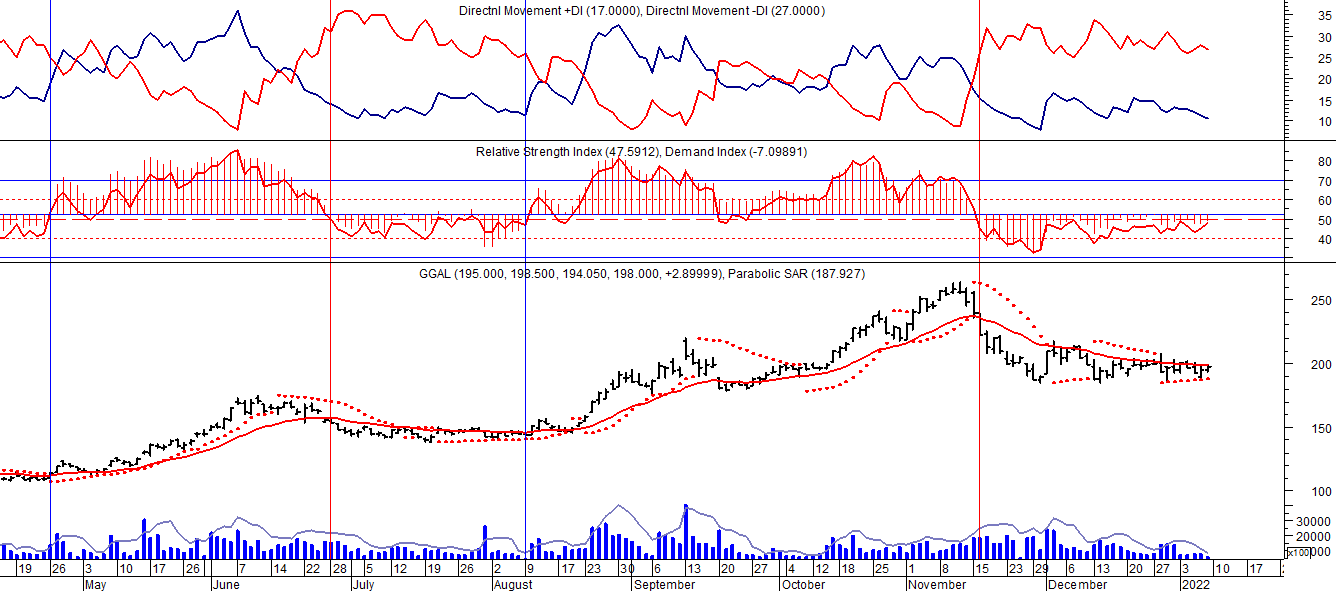 Directnl Movement +DI (17.0000), Directnl Movement -DI (27.0000)
35
30
25
20
15
10
Relative Strength Index (47.5912), Demand Index (-7.09891)
80
70
60
50
40
GGAL (195.000, 198.500, 194.050, 198.000, +2.89999), Parabolic SAR (187.927)
250
200
150
100
30000
20000
x100
19 26 3 10 17 26 1 7 14 22 28 5 12 19 26 2 9 17 23 30 6 13 20 27 4 12 18 25 1 8 15 23 29 6 13 20 27 3 10 17
May June July August September October November December 2022